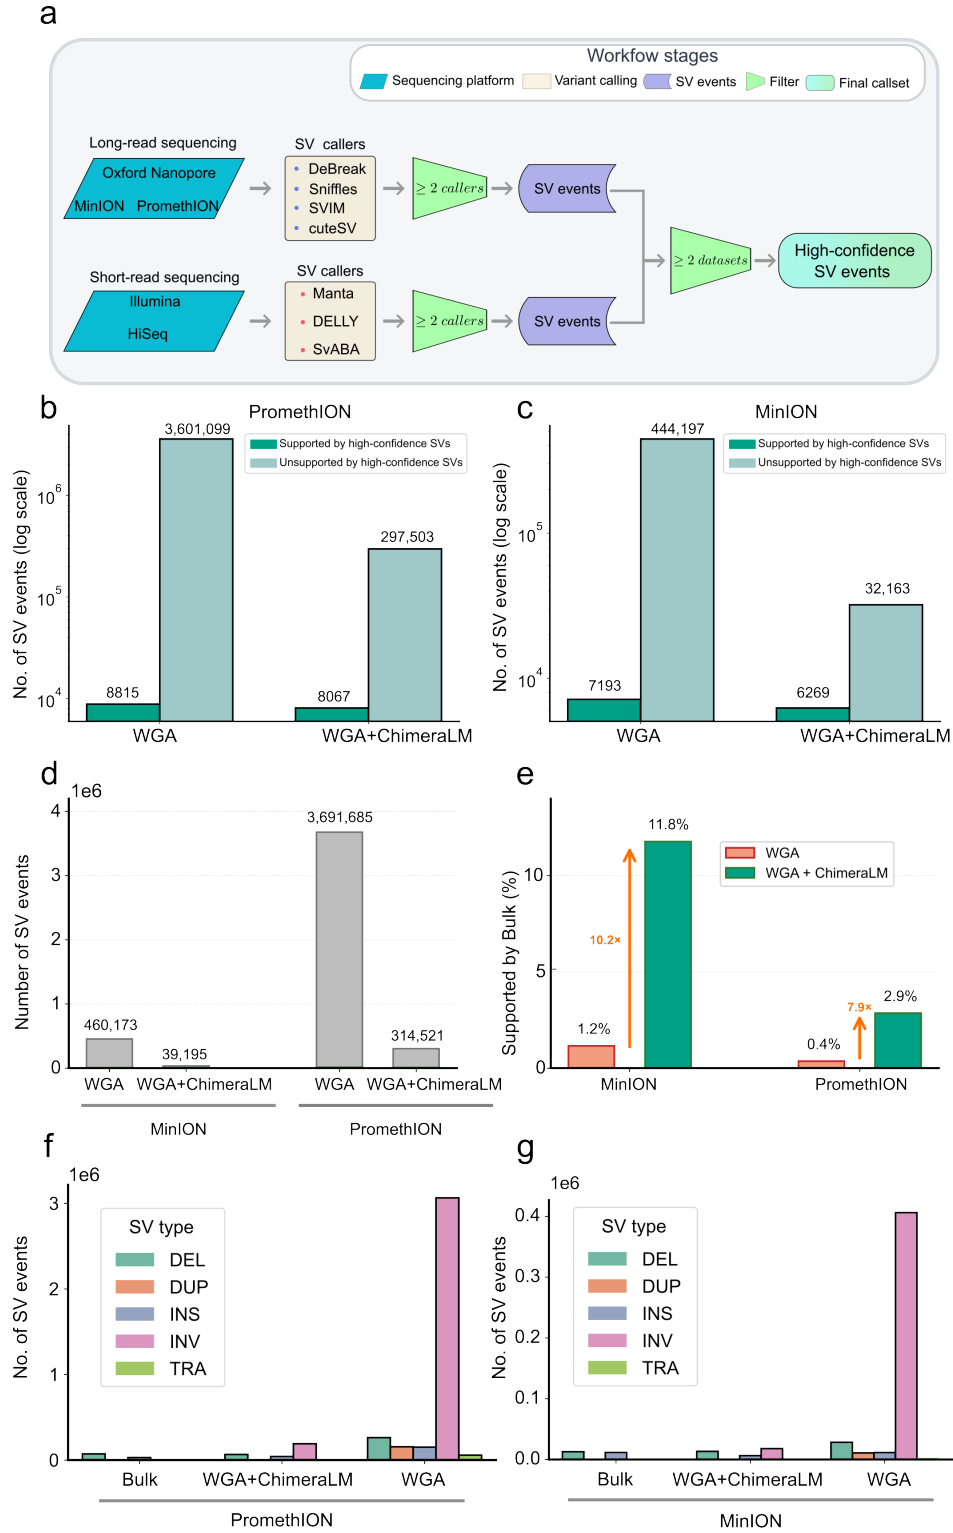 a
Workfow stages
Sequencing platform
Variant calling
SV events
Filter
Final callset
Long-read sequencing
Oxford Nanopore
MinION PromethION
SV callers
• DeBreak
• Sniffles
• SVIM
• cuteSV
≥ 2 callers
SV events
Short-read sequencing
Illumina
HiSeq
SV callers
• Manta
• DELLY
• SvABA
≥ 2 callers
SV events
≥ 2 datasets
High-confidence
SV events
b
PromethION
No. of SV events (log scale)
10^6
10^5
10^4
3,601,099
Supported by high-confidence SVs
Unsupported by high-confidence SVs
297,503
8815
8067
WGA
WGA+ChimeraLM
c
MinION
No. of SV events (log scale)
10^5
10^4
444,197
Supported by high-confidence SVs
Unsupported by high-confidence SVs
32,163
7193
6269
WGA
WGA+ChimeraLM
d
1e6
Number of SV events
4
3
2
1
0
3,691,685
460,173
39,195
314,521
WGA
WGA+ChimeraLM
WGA
WGA+ChimeraLM
MinION
PromethION
e
Supported by Bulk (%)
10
5
0
11.8%
WGA
WGA + ChimeraLM
10.2×
1.2%
7.9×
2.9%
0.4%
MinION
PromethION
f
1e6
No. of SV events
3
2
1
0
SV type
DEL
DUP
INS
INV
TRA
Bulk
WGA+ChimeraLM
WGA
PromethION
g
1e6
No. of SV events
0.4
0.3
0.2
0.1
0.0
SV type
DEL
DUP
INS
INV
TRA
Bulk
WGA+ChimeraLM
WGA
MinION